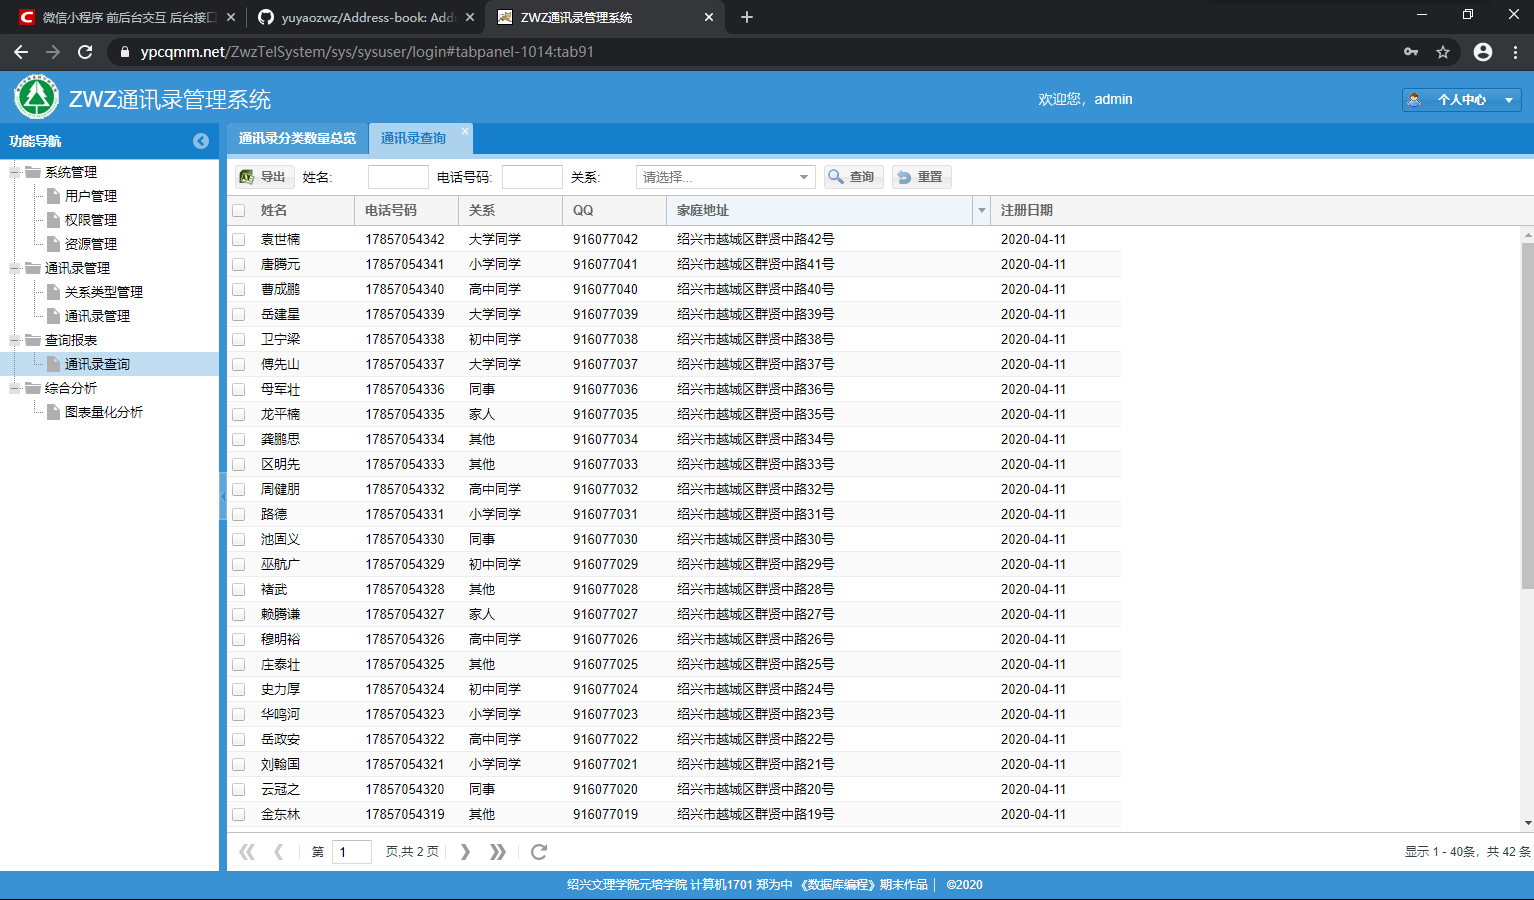 微信小程序 前后台交互 后台接口
yuyaozwz/Address-book: Add
ZWZ通讯录管理系统
ypcqmm.net/ZwzTelSystem/sys/sysuser/login#tabpanel-1014:tab91
ZWZ通讯录管理系统
欢迎您，admin
个人中心
功能导航
通讯录分类数量总览
通讯录查询
系统管理
用户管理
权限管理
资源管理
通讯录管理
关系类型管理
通讯录管理
查询报表
通讯录查询
综合分析
图表量化分析
导出 姓名: 电话号码: 关系: 请选择... 查询 重置
姓名 电话号码 关系 QQ 家庭地址 注册日期
袁世楠 17857054342 大学同学 916077042 绍兴市越城区群贤中路42号 2020-04-11
唐腾元 17857054341 小学同学 916077041 绍兴市越城区群贤中路41号 2020-04-11
曹成鹏 17857054340 高中同学 916077040 绍兴市越城区群贤中路40号 2020-04-11
岳建星 17857054339 大学同学 916077039 绍兴市越城区群贤中路39号 2020-04-11
卫宁梁 17857054338 初中同学 916077038 绍兴市越城区群贤中路38号 2020-04-11
傅先山 17857054337 大学同学 916077037 绍兴市越城区群贤中路37号 2020-04-11
母军壮 17857054336 同事 916077036 绍兴市越城区群贤中路36号 2020-04-11
龙平楠 17857054335 家人 916077035 绍兴市越城区群贤中路35号 2020-04-11
龚鹏思 17857054334 其他 916077034 绍兴市越城区群贤中路34号 2020-04-11
区明先 17857054333 其他 916077033 绍兴市越城区群贤中路33号 2020-04-11
周健朋 17857054332 高中同学 916077032 绍兴市越城区群贤中路32号 2020-04-11
路德 17857054331 小学同学 916077031 绍兴市越城区群贤中路31号 2020-04-11
池固义 17857054330 同事 916077030 绍兴市越城区群贤中路30号 2020-04-11
巫航广 17857054329 初中同学 916077029 绍兴市越城区群贤中路29号 2020-04-11
褚武 17857054328 其他 916077028 绍兴市越城区群贤中路28号 2020-04-11
赖腾谦 17857054327 家人 916077027 绍兴市越城区群贤中路27号 2020-04-11
穆明裕 17857054326 高中同学 916077026 绍兴市越城区群贤中路26号 2020-04-11
庄泰壮 17857054325 其他 916077025 绍兴市越城区群贤中路25号 2020-04-11
史力厚 17857054324 初中同学 916077024 绍兴市越城区群贤中路24号 2020-04-11
华鸣河 17857054323 小学同学 916077023 绍兴市越城区群贤中路23号 2020-04-11
岳政安 17857054322 高中同学 916077022 绍兴市越城区群贤中路22号 2020-04-11
刘翰国 17857054321 小学同学 916077021 绍兴市越城区群贤中路21号 2020-04-11
云冠之 17857054320 同事 916077020 绍兴市越城区群贤中路20号 2020-04-11
金东林 17857054319 其他 916077019 绍兴市越城区群贤中路19号 2020-04-11
第 1 页,共 2 页
显示 1 - 40条，共 42 条
绍兴文理学院元培学院 计算机1701 郑为中 《数据库编程》期末作品│ ©2020